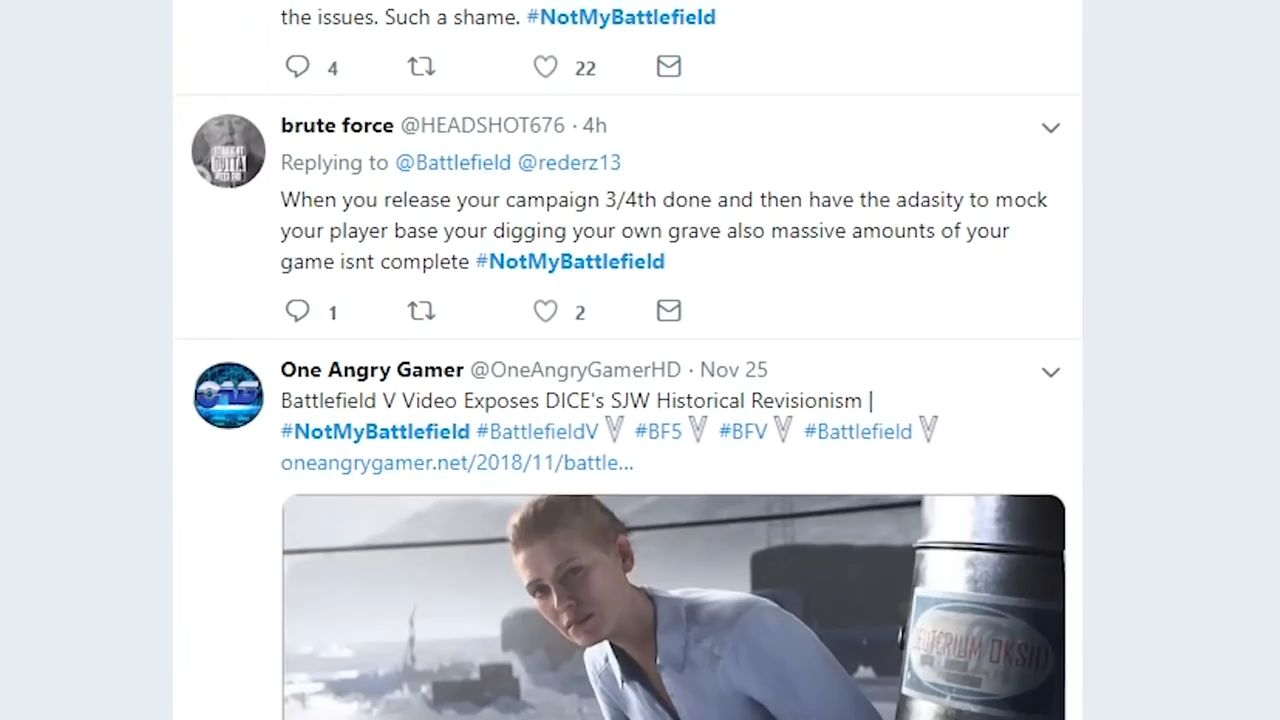 the issues. Such a shame. #NotMyBattlefield
4 22
brute force @HEADSHOT676 · 4h
Replying to @Battlefield @rederz13
When you release your campaign 3/4th done and then have the adasity to mock
your player base your digging your own grave also massive amounts of your
game isnt complete #NotMyBattlefield
1 2
One Angry Gamer @OneAngryGamerHD · Nov 25
Battlefield V Video Exposes DICE's SJW Historical Revisionism |
#NotMyBattlefield #BattlefieldV #BF5 #BFV #Battlefield
oneangrygamer.net/2018/11/battle...
OAG
DEUTERIUM OKSID